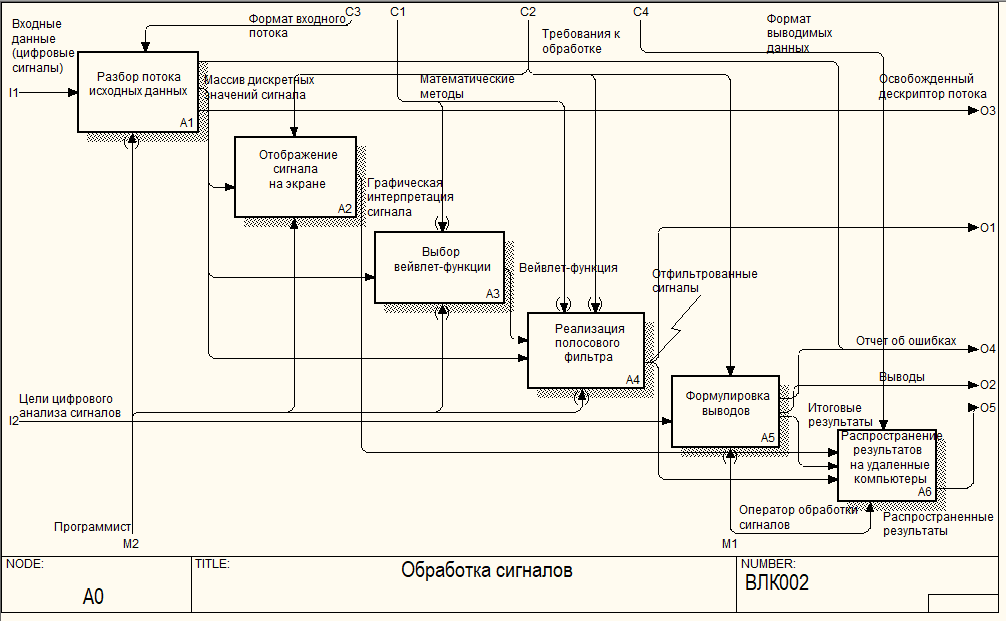 C3
C1
C2
C4
Входные
данные
(цифровые
сигналы)
Формат входного
потока
Требования к
обработке
Формат
выводимых
данных
I1
Разбор потока
исходных данных
A1
Массив дискретных
значений сигнала
Математические
методы
Освобожденный
дескриптор потока
O3
Отображение
сигнала
на экране
A2
Графическая
интерпретация
сигнала
O1
Выбор
вейвлет-функции
A3
Вейвлет-функция
Отфильтрованные
сигналы
Реализация
полосового
фильтра
A4
Отчет об ошибках
O4
Выводы
O2
Цели цифрового
анализа сигналов
I2
Формулировка
выводов
A5
Итоговые
результаты
O5
Распространение
результатов
на удаленные
компьютеры
A6
Программист
M2
Оператор обработки
сигналов
M1
Распространенные
результаты
NODE:
A0
TITLE:
Обработка сигналов
NUMBER:
ВЛК002